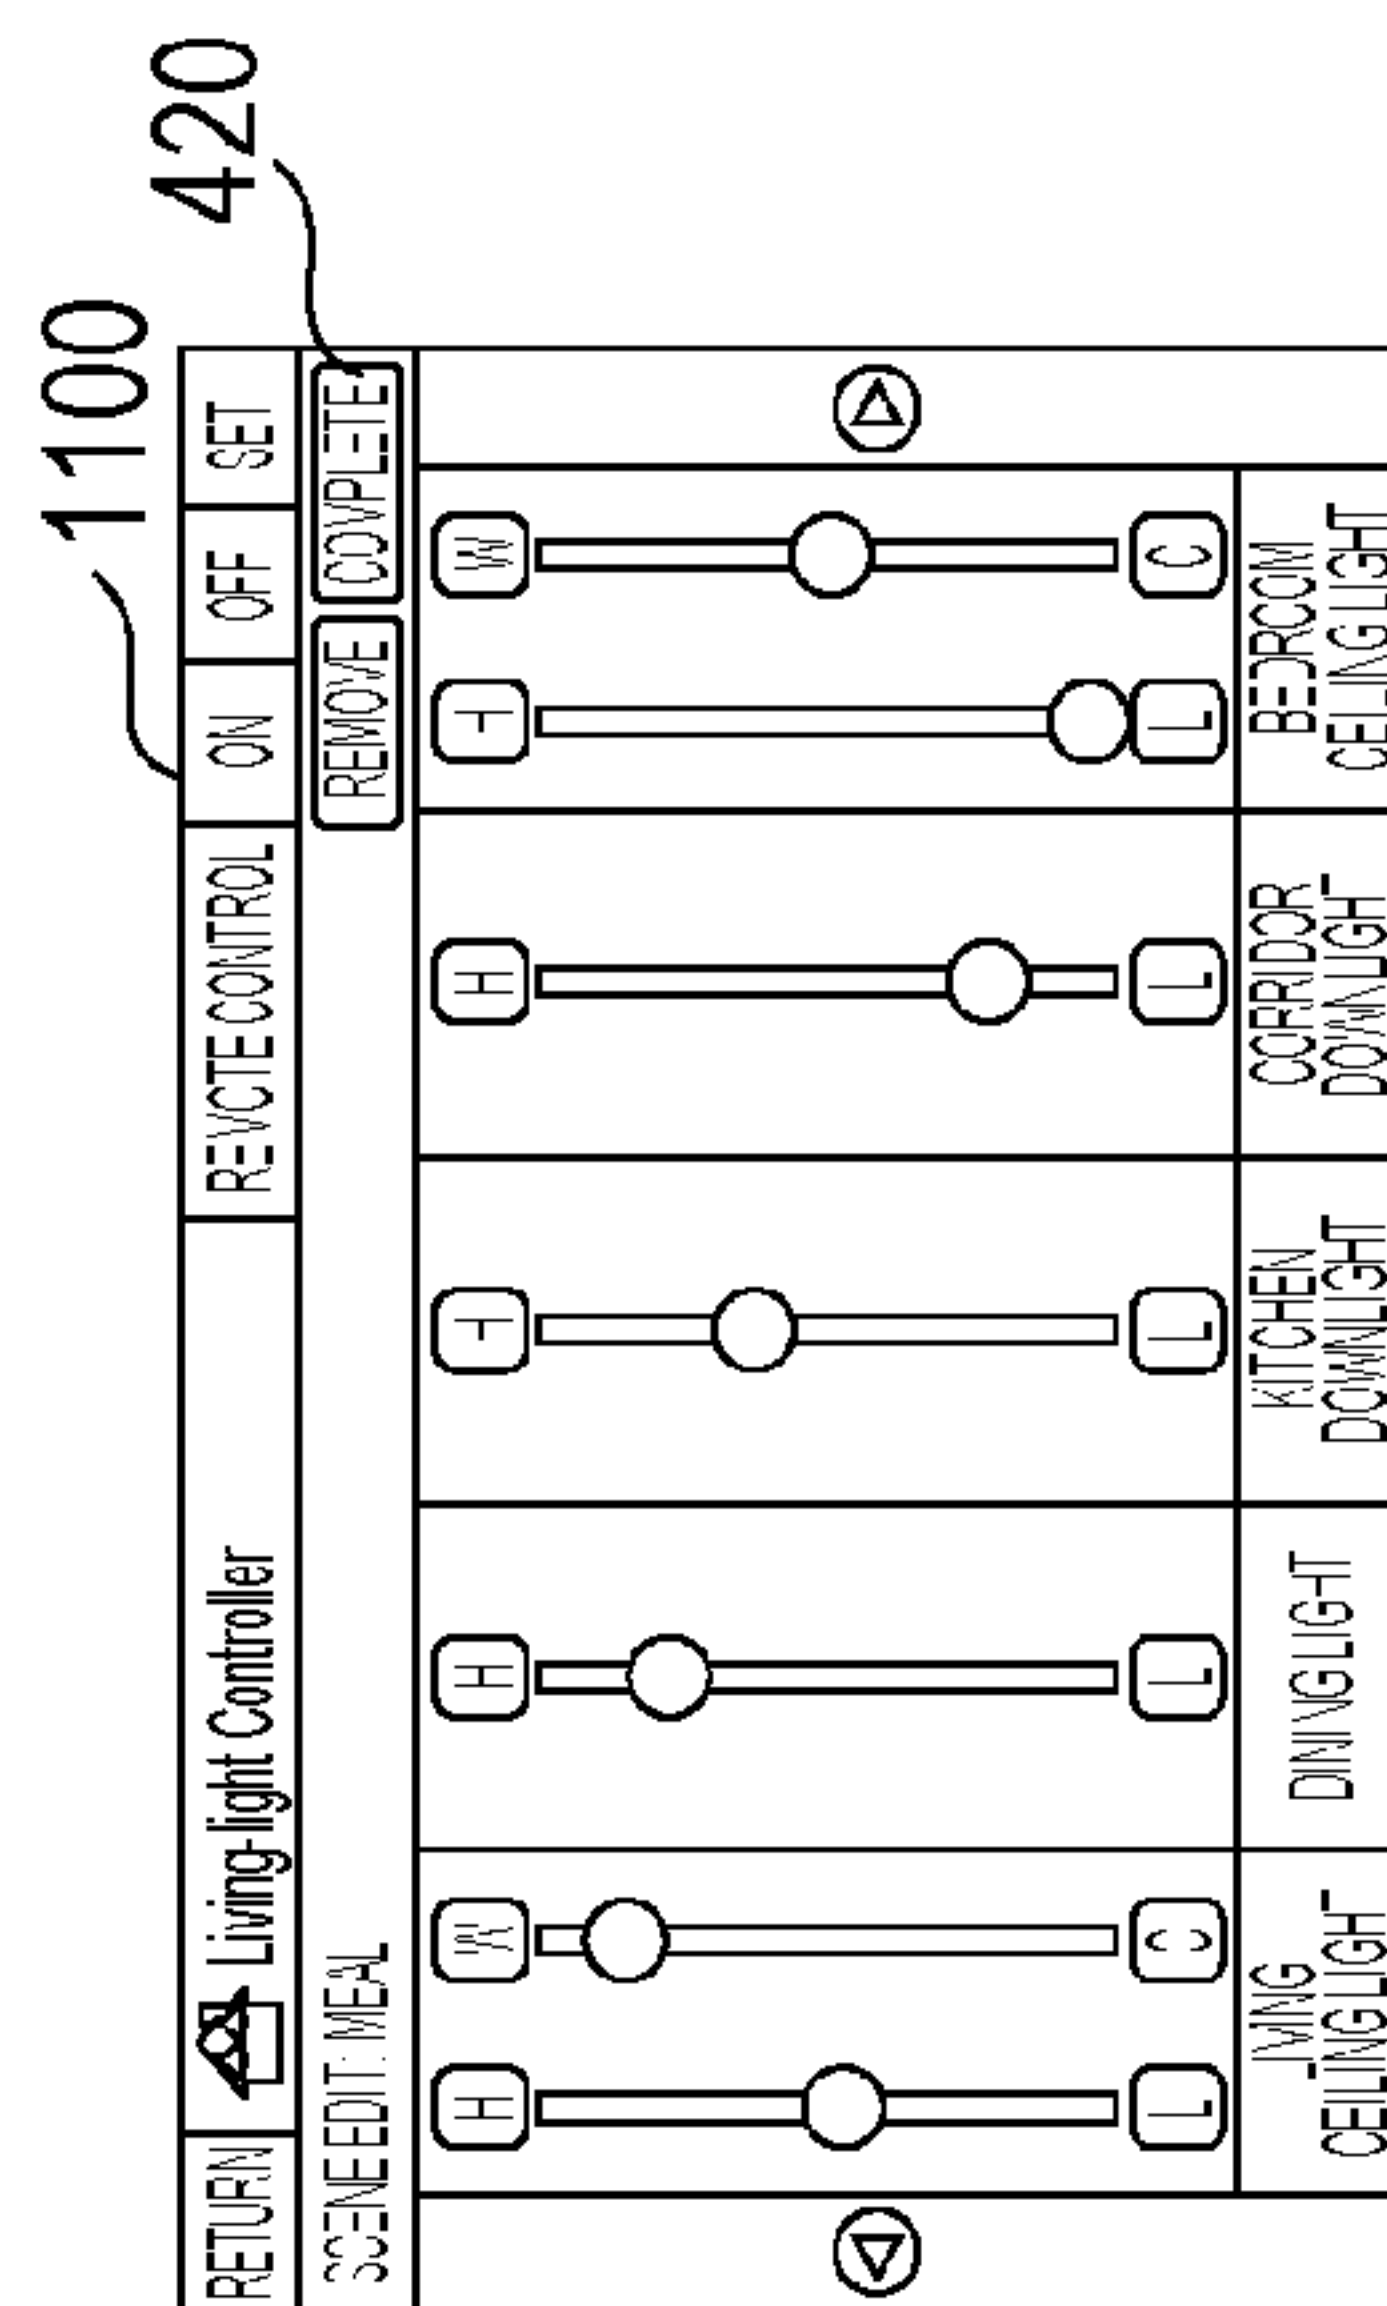 1100
420
RETURN
Living-light Controller
REMOTE CONTROL
ON
OFF
SET
SCENE EDIT: MEAL
REMOVE
COMPLETE
H
W
H
H
H
H
W
L
C
L
L
L
L
C
LIVING
CEILING LIGHT
DINING LIGHT
KITCHEN
DOWNLIGHT
CORRIDOR
DOWNLIGHT
BEDROOM
CEILING LIGHT